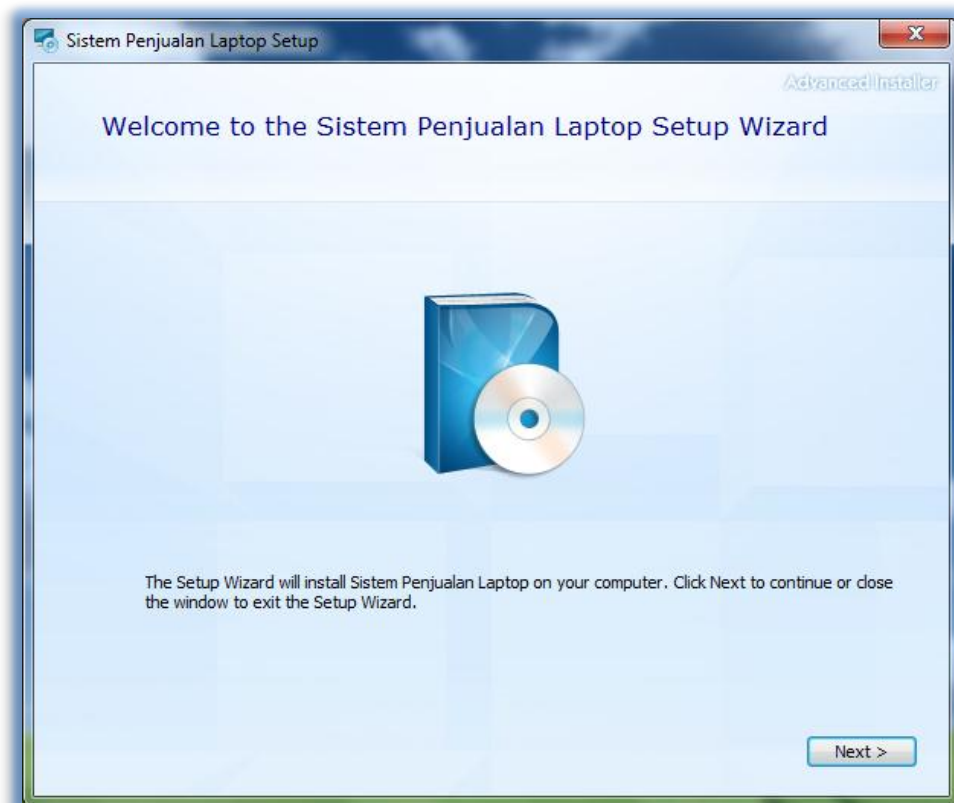 Sistem Penjualan Laptop Setup
Advanced Installer
Welcome to the Sistem Penjualan Laptop Setup Wizard
The Setup Wizard will install Sistem Penjualan Laptop on your computer. Click Next to continue or close
the window to exit the Setup Wizard.
Next >